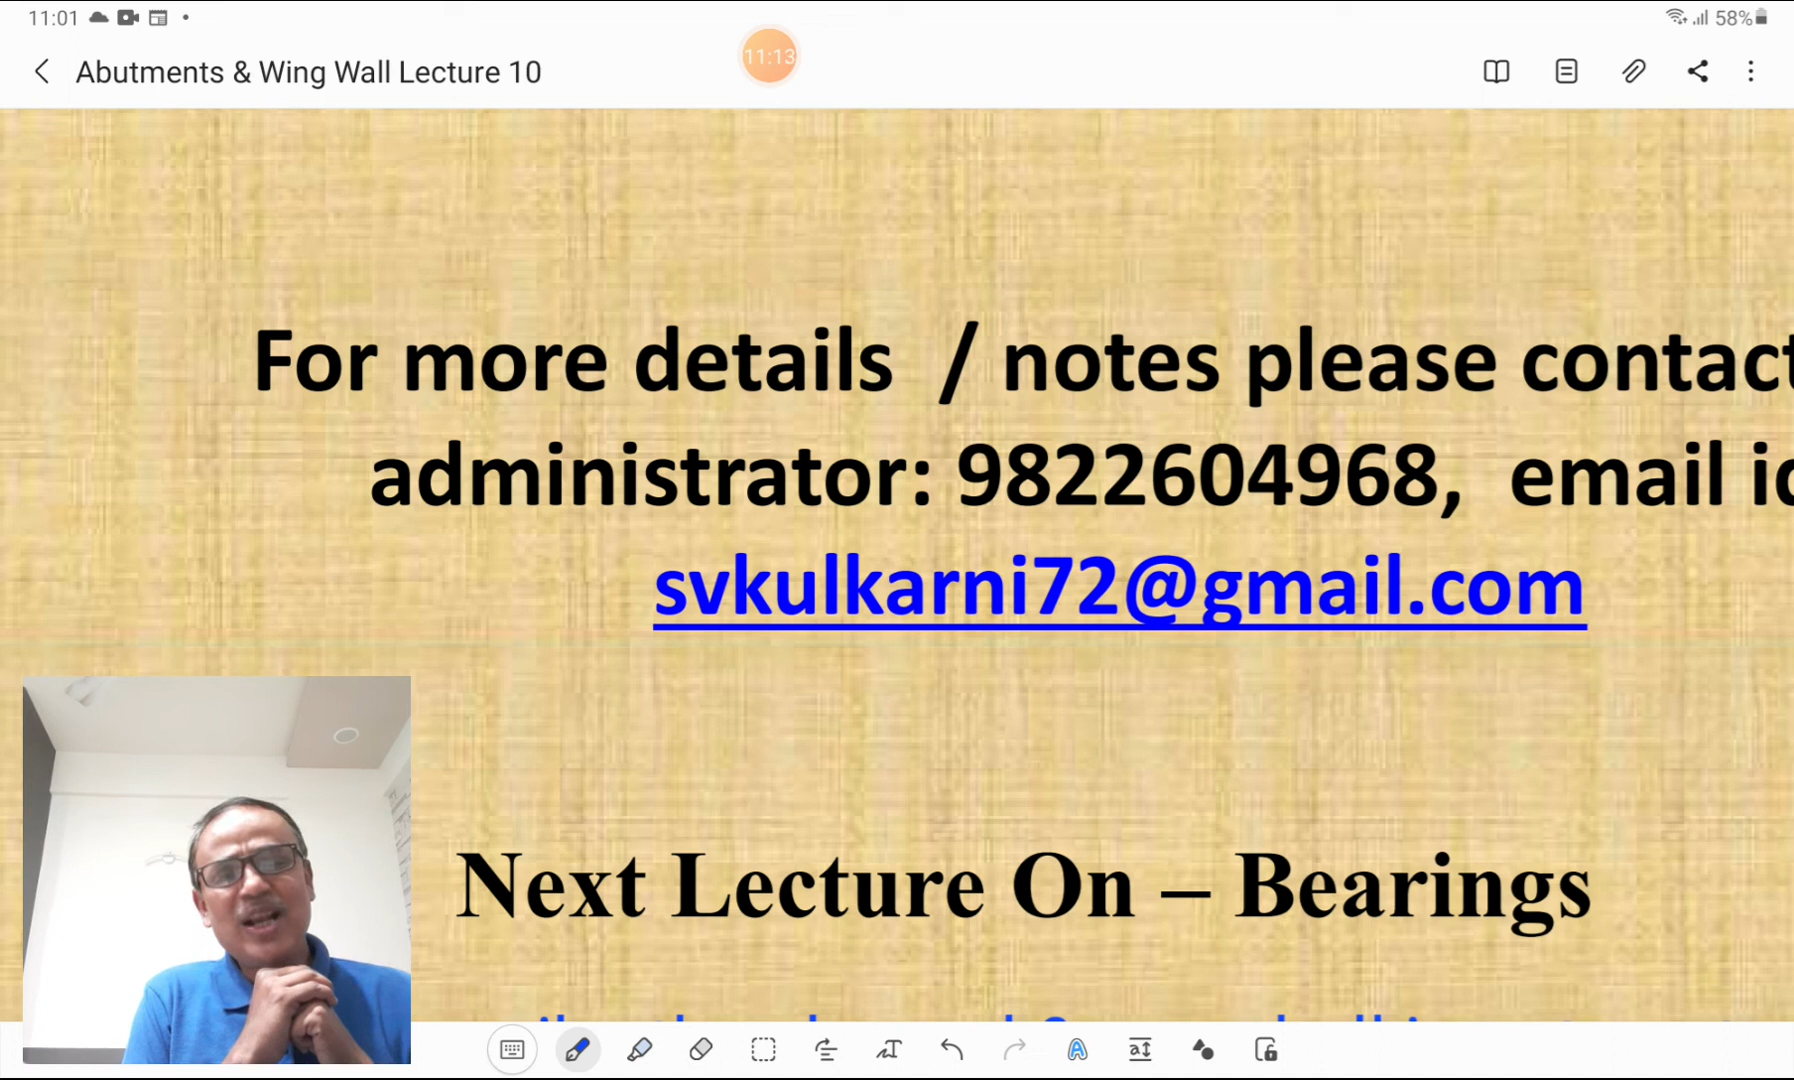 11:01
58%
11:13
Abutments & Wing Wall Lecture 10
For more details / notes please contact
administrator: 9822604968, email
svkulkarni72@gmail.com
Next Lecture On – Bearings